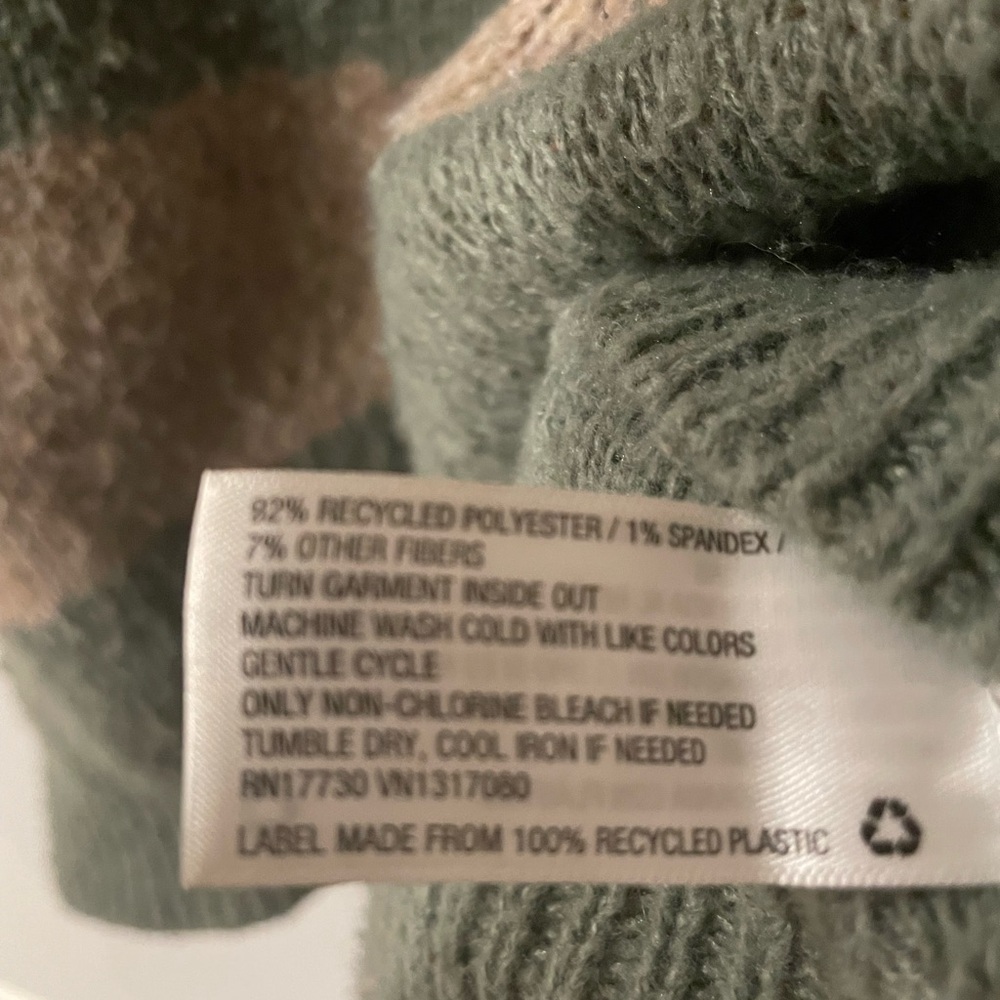 92% RECYCLED POLYESTER / 1% SPANDEX /
7% OTHER FIBERS
TURN GARMENT INSIDE OUT
MACHINE WASH COLD WITH LIKE COLORS
GENTLE CYCLE
ONLY NON-CHLORINE BLEACH IF NEEDED
TUMBLE DRY, COOL IRON IF NEEDED
RN17730 VN1317080
LABEL MADE FROM 100% RECYCLED PLASTIC